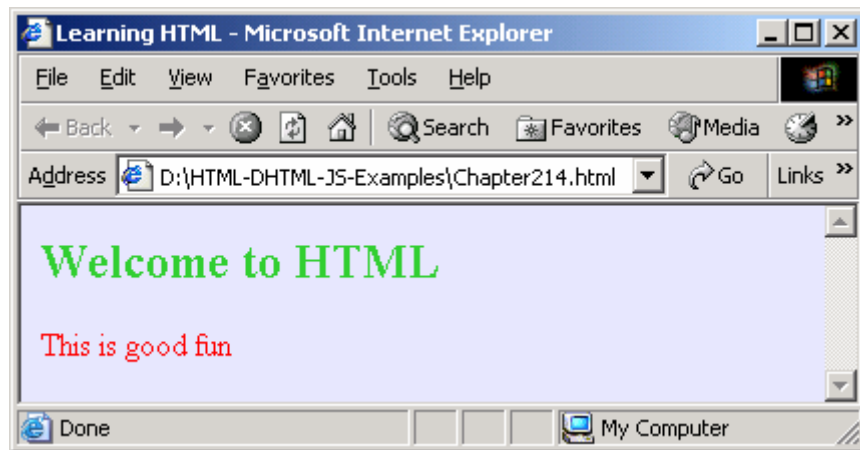 Learning HTML - Microsoft Internet Explorer
File Edit View Favorites Tools Help
Back Search Favorites Media »
Address D:\HTML-DHTML-JS-Examples\Chapter214.html Go Links »
Welcome to HTML
This is good fun
Done My Computer